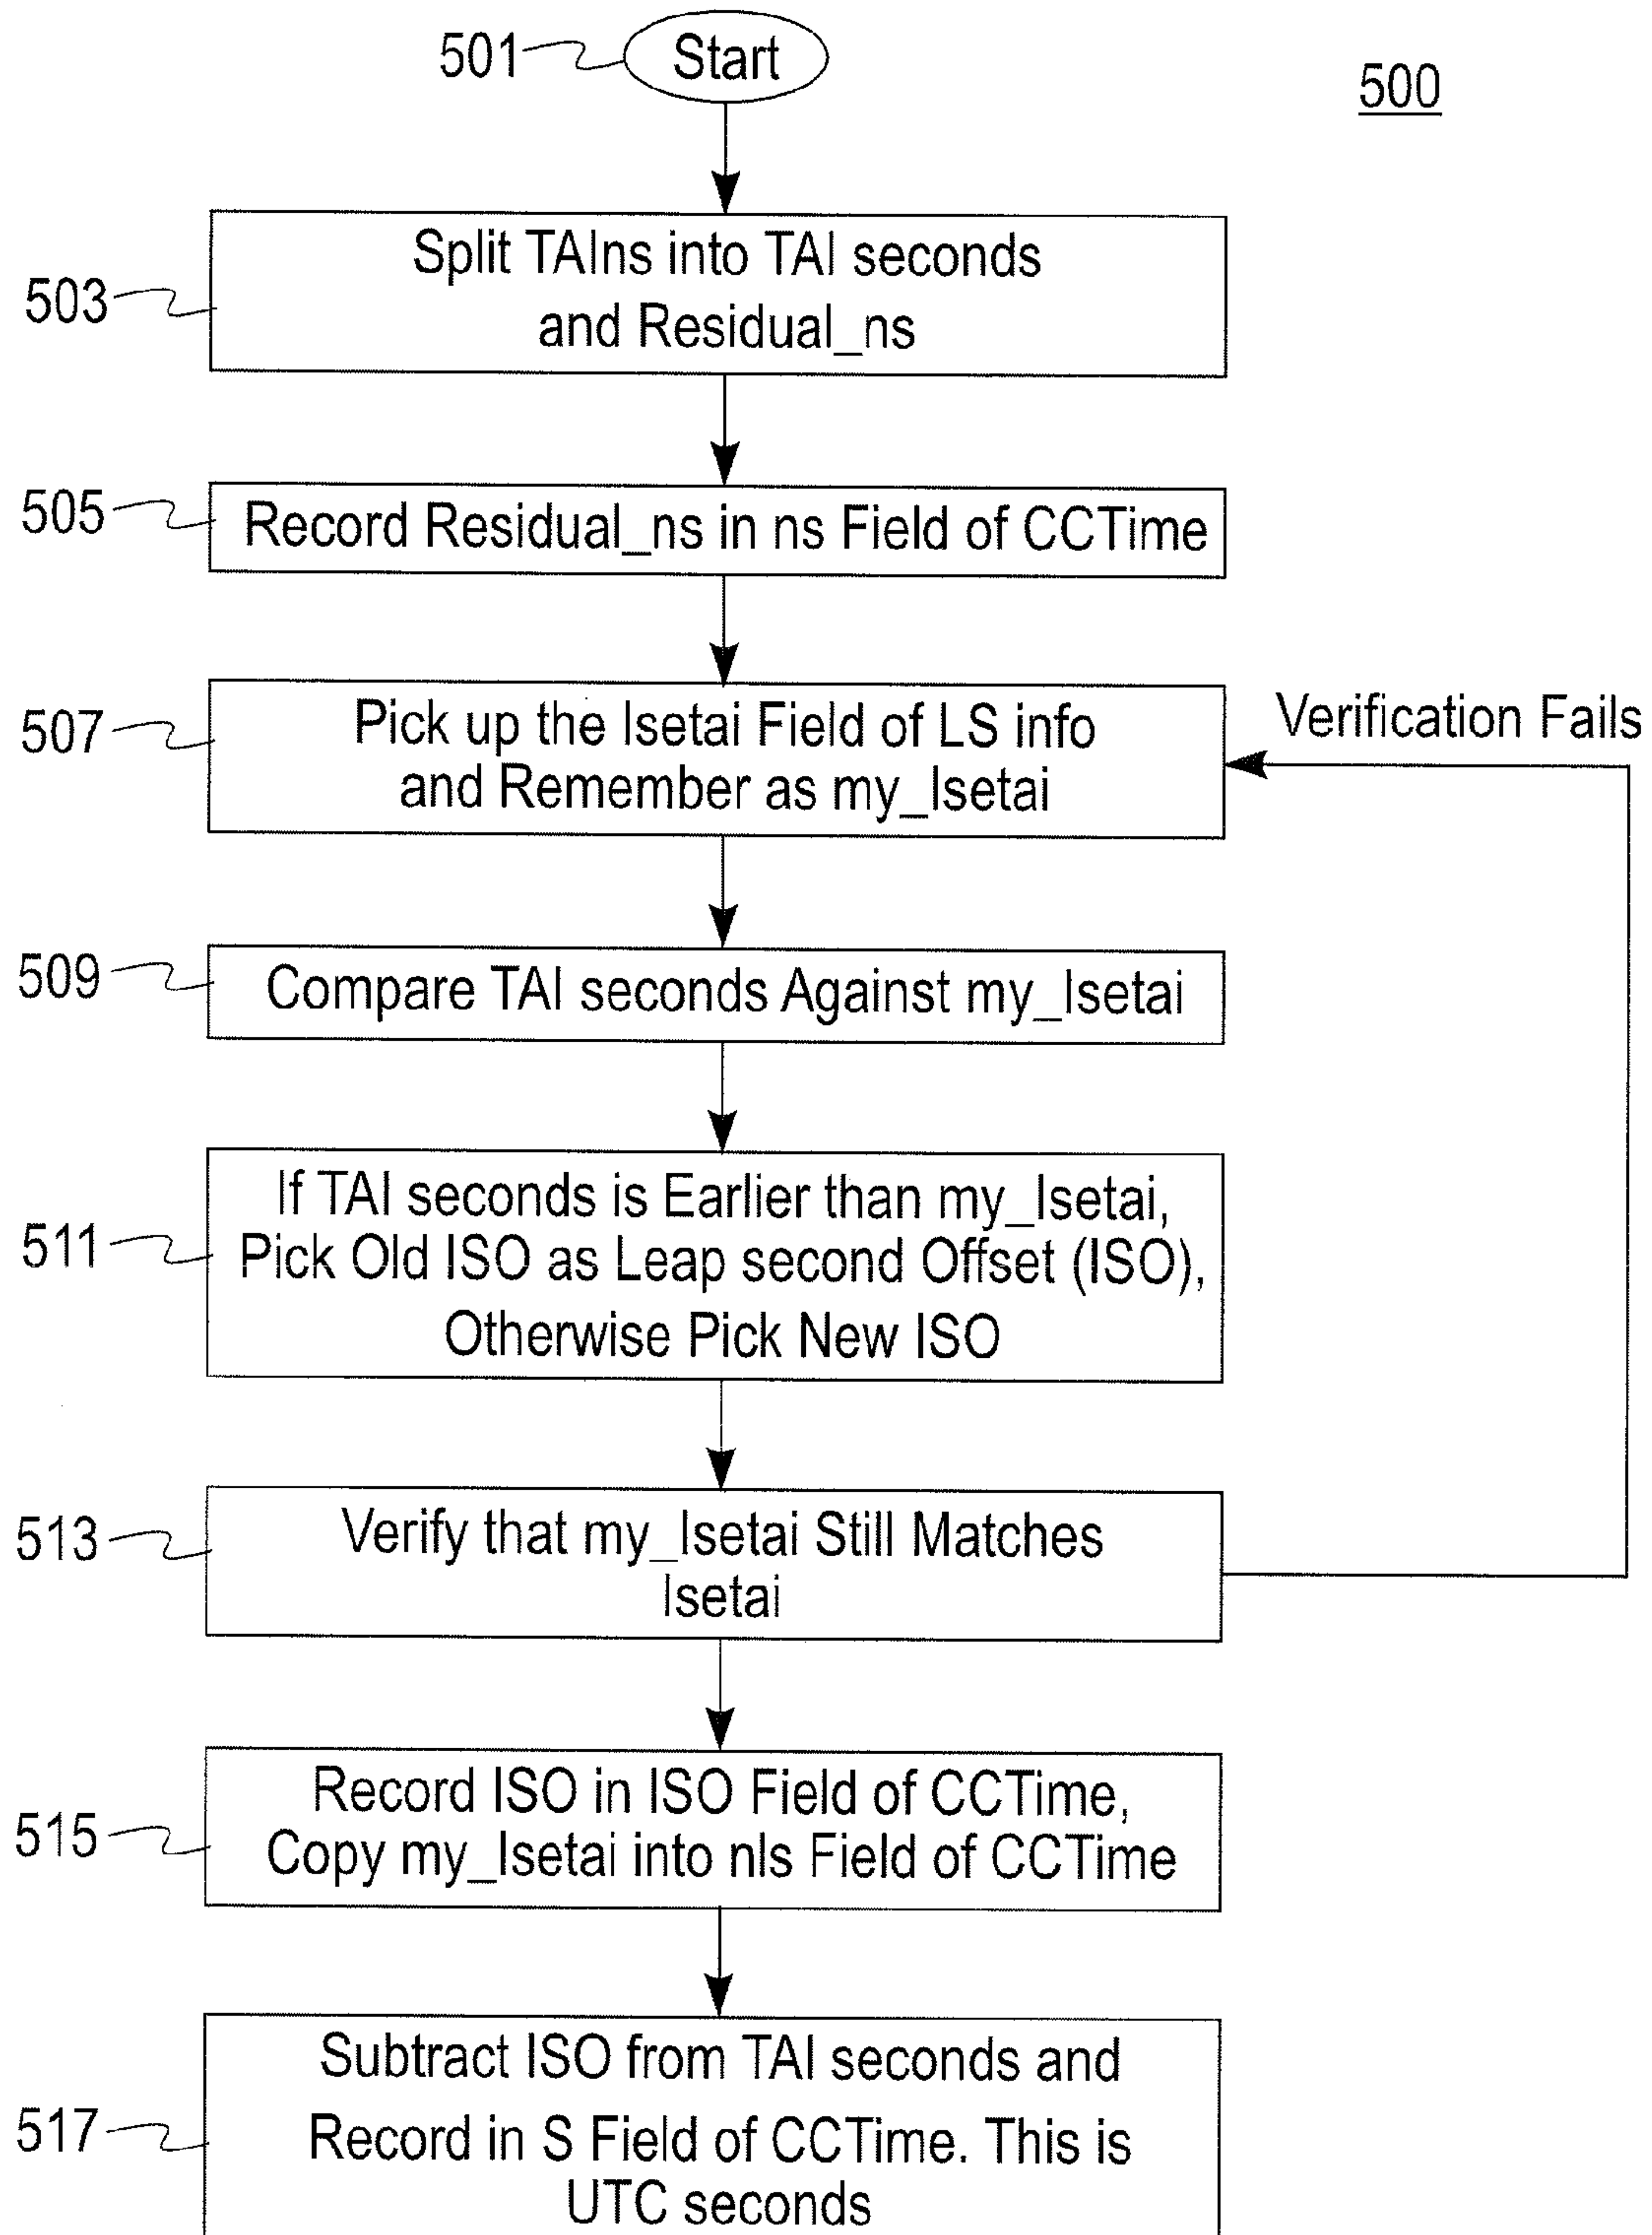 501
Start
500
503
Split TAIns into TAI seconds
and Residual_ns
505
Record Residual_ns in ns Field of CCTime
507
Pick up the lsetai Field of LS info
and Remember as my_lsetai
Verification Fails
509
Compare TAI seconds Against my_lsetai
511
If TAI seconds is Earlier than my_lsetai,
Pick Old lSO as Leap second Offset (lSO),
Otherwise Pick New lSO
513
Verify that my_lsetai Still Matches
lsetai
515
Record lSO in lSO Field of CCTime,
Copy my_lsetai into nls Field of CCTime
517
Subtract lSO from TAI seconds and
Record in S Field of CCTime. This is
UTC seconds